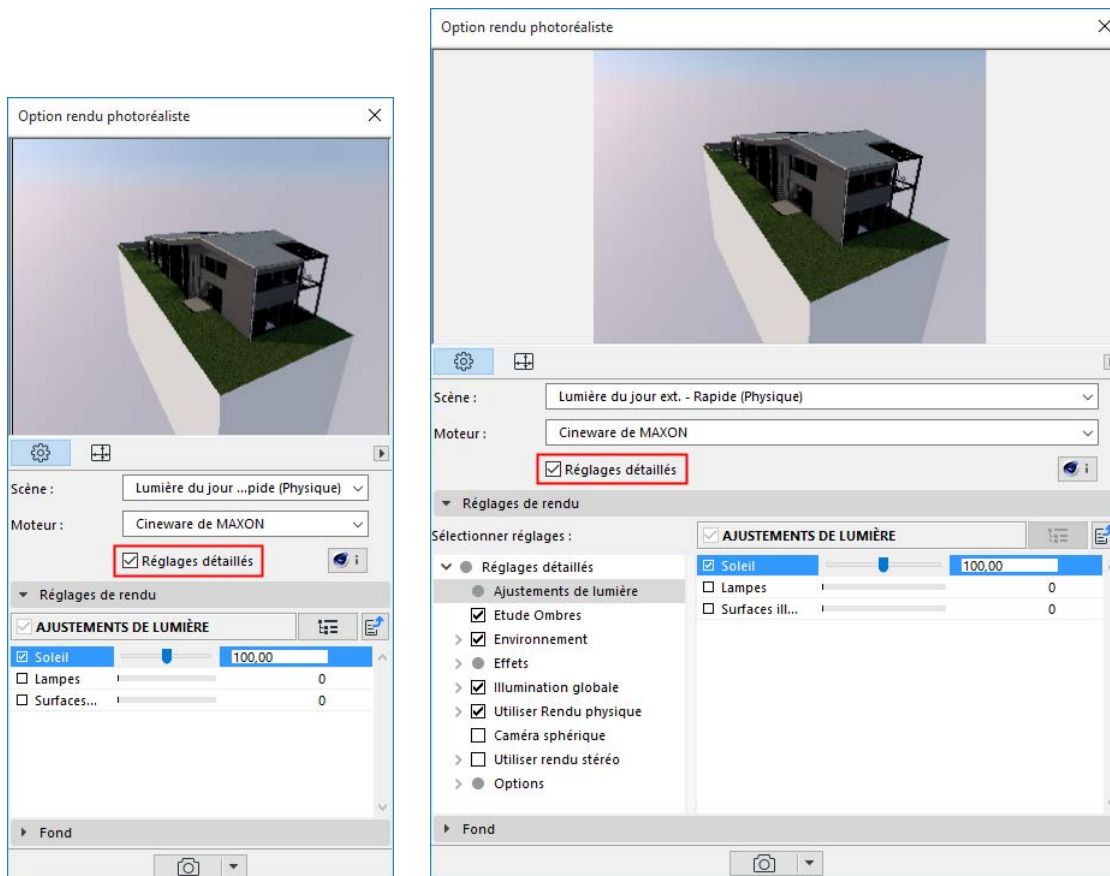 Option rendu photoréaliste
Scène :
Lumière du jour ...pide (Physique)
Moteur :
Cineware de MAXON
Réglages détaillés
i
Réglages de rendu
AJUSTEMENTS DE LUMIÈRE
Soleil 100,00
Lampes 0
Surfaces... 0
Fond
Option rendu photoréaliste
Scène :
Lumière du jour ext. - Rapide (Physique)
Moteur :
Cineware de MAXON
Réglages détaillés
i
Réglages de rendu
Sélectionner réglages :
Réglages détaillés
Ajustements de lumière
Etude Ombres
Environnement
Effets
Illumination globale
Utiliser Rendu physique
Caméra sphérique
Utiliser rendu stéréo
Options
AJUSTEMENTS DE LUMIÈRE
Soleil 100,00
Lampes 0
Surfaces ill... 0
Fond